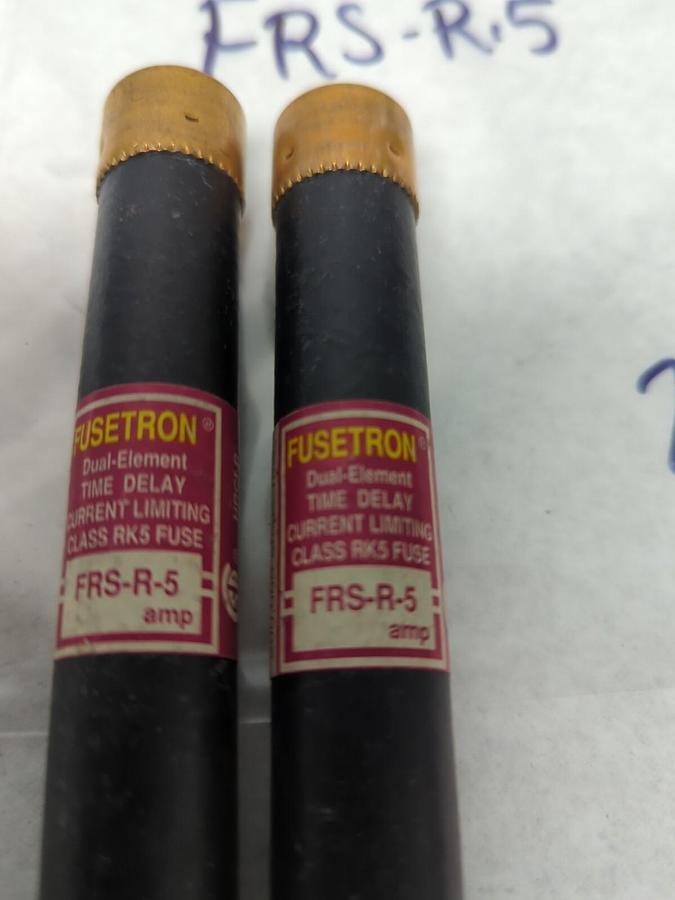 FRS-R.5
FUSETRON®
Dual-Element
TIME DELAY
CURRENT LIMITING
CLASS RK5 FUSE
FRS-R-5
amp
FUSETRON®
Dual-Element
TIME DELAY
CURRENT LIMITING
CLASS RK5 FUSE
FRS-R-5
amp